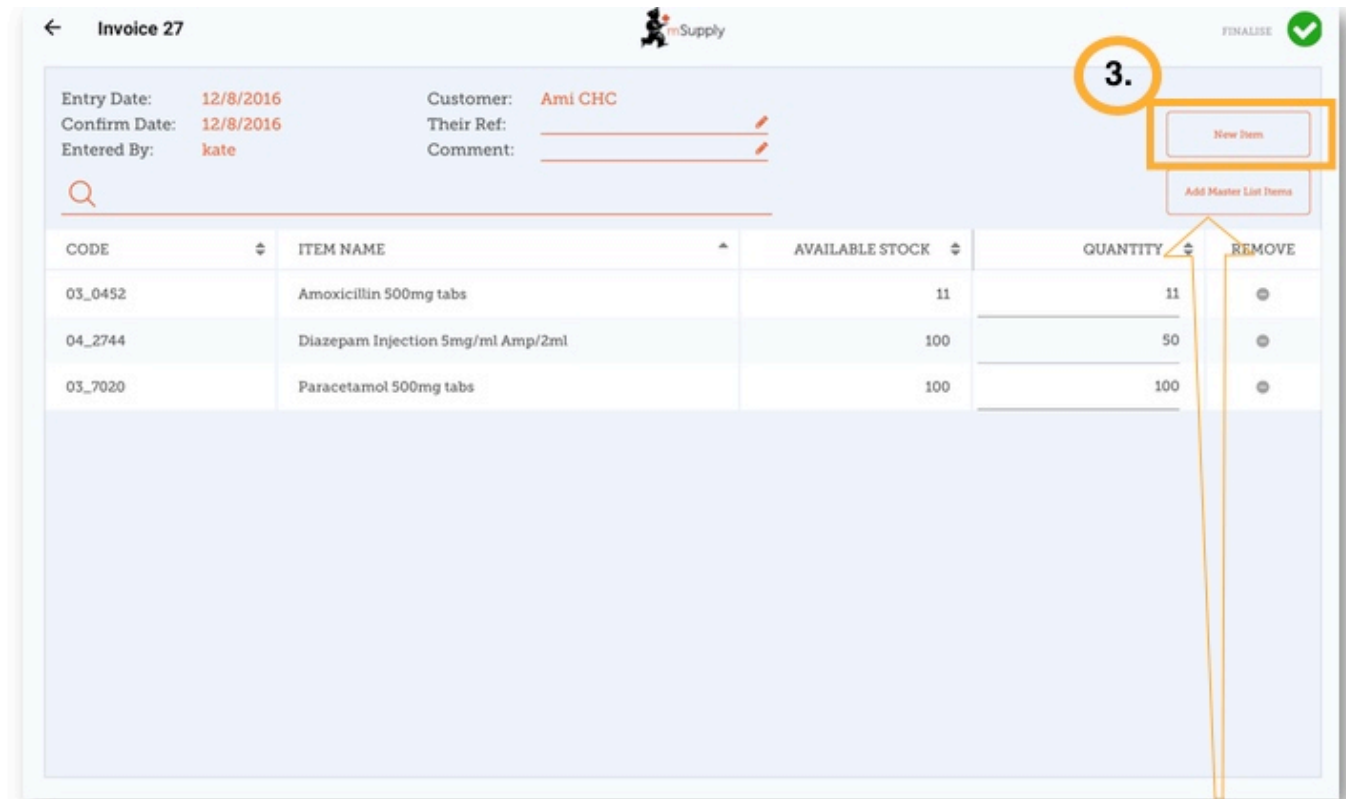 Invoice 27
mSupply
FINALISE
3.
Entry Date: 12/8/2016 Customer: Ami CHC
Confirm Date: 12/8/2016 Their Ref:
Entered By: kate Comment:
New Item
Add Master List Items
CODE ITEM NAME AVAILABLE STOCK QUANTITY REMOVE
03_0452 Amoxicillin 500mg tabs 11 11
04_2744 Diazepam Injection 5mg/ml Amp/2ml 100 50
03_7020 Paracetamol 500mg tabs 100 100